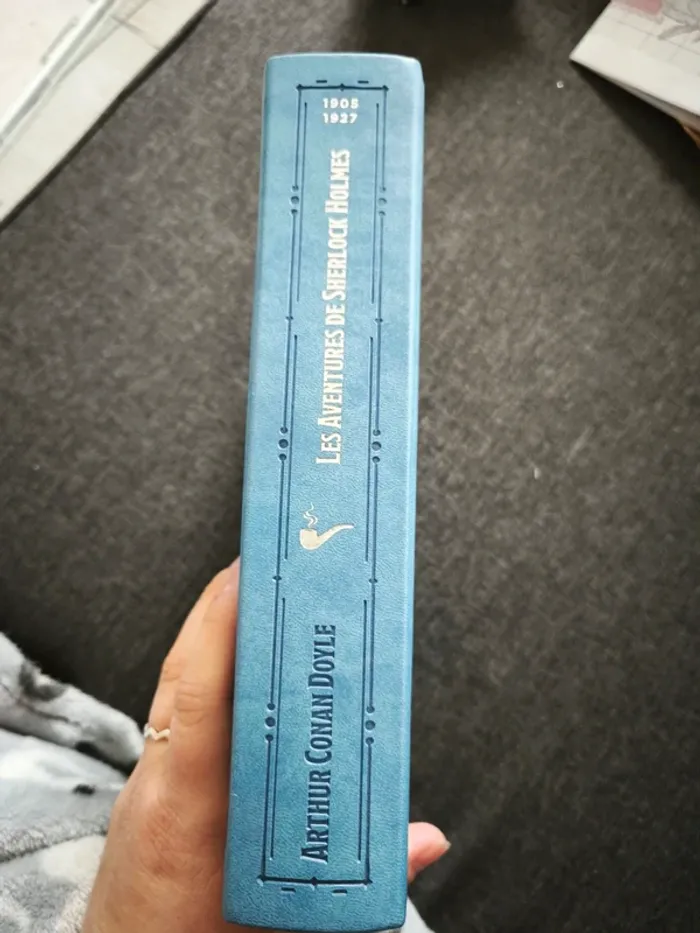 1905
1927
LES AVENTURES DE SHERLOCK HOLMES
ARTHUR CONAN DOYLE